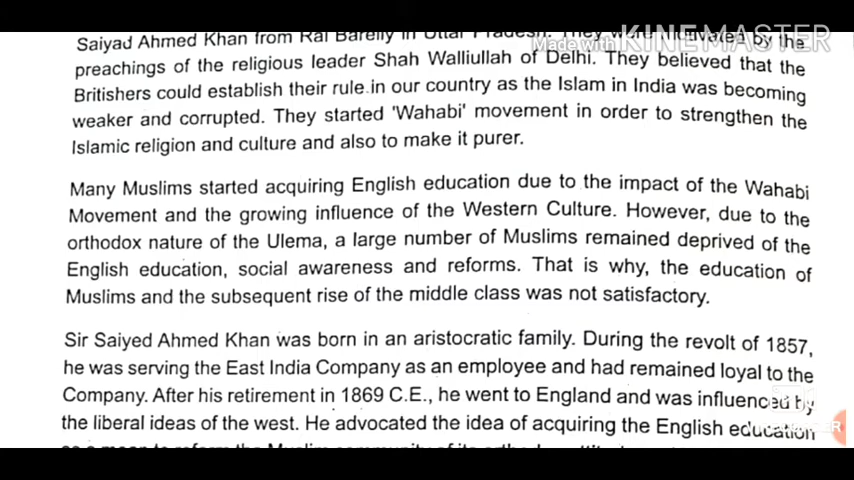 Saiyad Ahmed Khan from Rai Barelly in Uttar Pradesh. They were motivated by the
Made with KINEMASTER
preachings of the religious leader Shah Walliullah of Delhi. They believed that the
Britishers could establish their rule in our country as the Islam in India was becoming
weaker and corrupted. They started 'Wahabi' movement in order to strengthen the
Islamic religion and culture and also to make it purer.
Many Muslims started acquiring English education due to the impact of the Wahabi
Movement and the growing influence of the Western Culture. However, due to the
orthodox nature of the Ulema, a large number of Muslims remained deprived of the
English education, social awareness and reforms. That is why, the education of
Muslims and the subsequent rise of the middle class was not satisfactory.
Sir Saiyed Ahmed Khan was born in an aristocratic family. During the revolt of 1857,
he was serving the East India Company as an employee and had remained loyal to the
Company. After his retirement in 1869 C.E., he went to England and was influenced by
the liberal ideas of the west. He advocated the idea of acquiring the English education